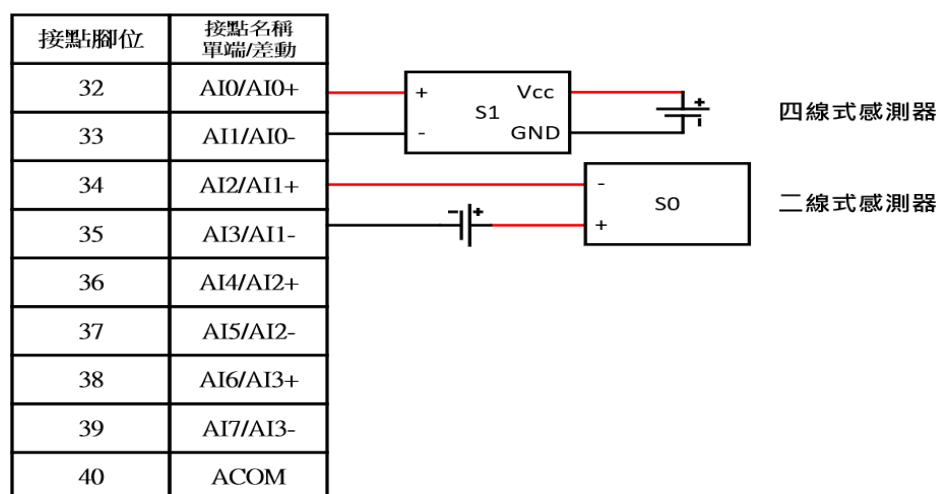 接點腳位
接點名稱
單端/差動
32 AI0/AI0+
33 AI1/AI0-
34 AI2/AI1+
35 AI3/AI1-
36 AI4/AI2+
37 AI5/AI2-
38 AI6/AI3+
39 AI7/AI3-
40 ACOM
+ Vcc
S1
- GND
+
-
四線式感測器
-
S0
+
- +
二線式感測器